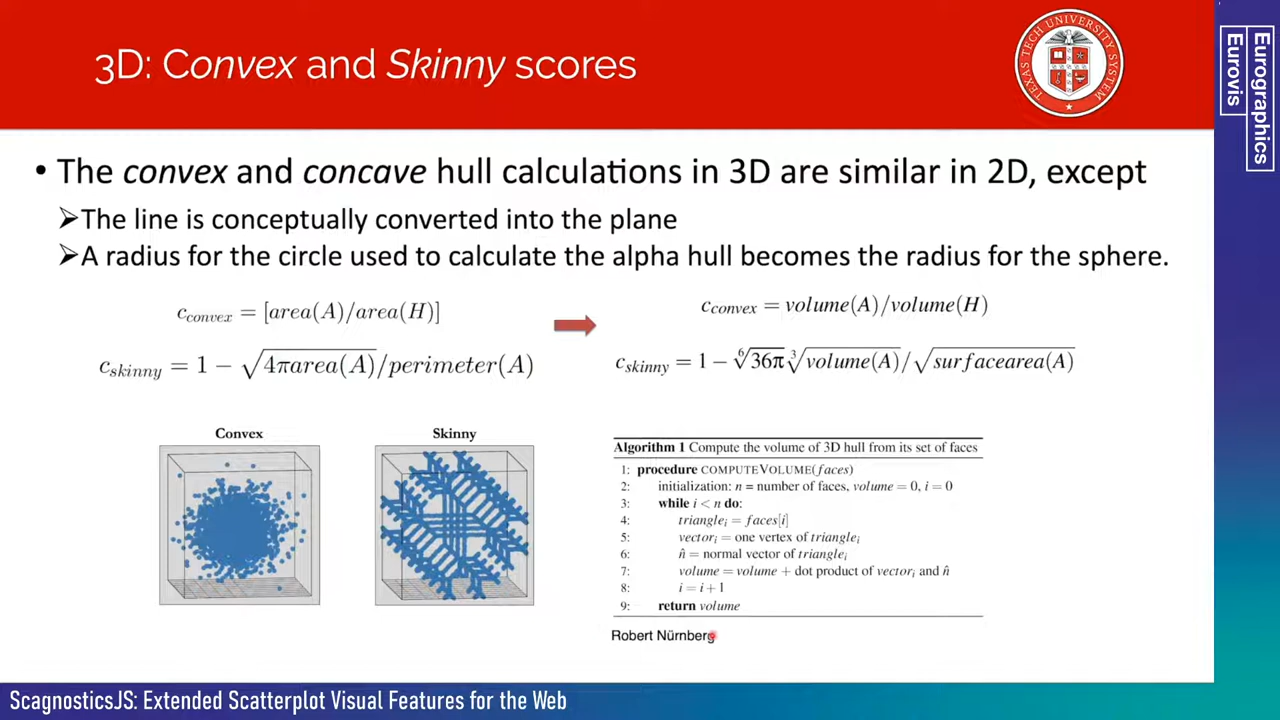 3D: Convex and Skinny scores
TEXAS TECH UNIVERSITY SYSTEM
Eurographics
Eurovis
• The convex and concave hull calculations in 3D are similar in 2D, except
➢The line is conceptually converted into the plane
➢A radius for the circle used to calculate the alpha hull becomes the radius for the sphere.
c_convex = [area(A)/area(H)]
c_convex = volume(A)/volume(H)
c_skinny = 1 − √(4πarea(A))/perimeter(A)
c_skinny = 1 − ⁶√(36π) ³√(volume(A))/√(surfacearea(A))
Convex
Skinny
Algorithm 1 Compute the volume of 3D hull from its set of faces
1: procedure COMPUTEVOLUME(faces)
2: initialization: n = number of faces, volume = 0, i = 0
3: while i < n do:
4: triangle_i = faces[i]
5: vector_i = one vertex of triangle_i
6: n̂ = normal vector of triangle_i
7: volume = volume + dot product of vector_i and n̂
8: i = i + 1
9: return volume
Robert Nürnberg
ScagnosticsJS: Extended Scatterplot Visual Features for the Web